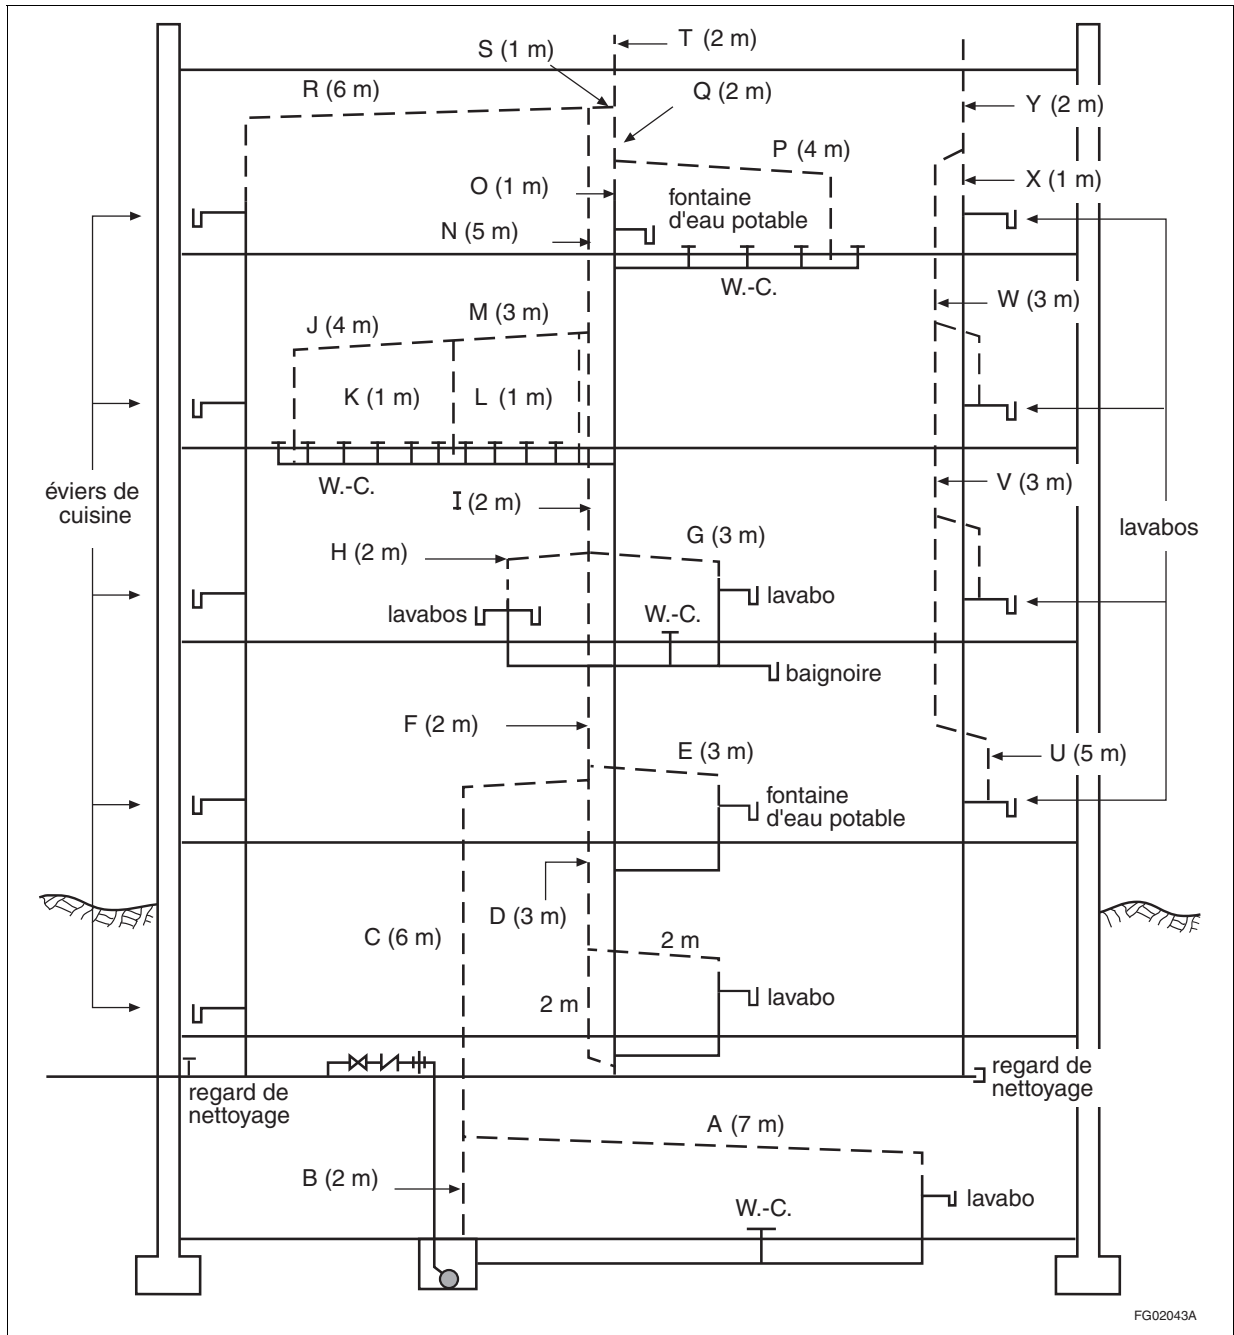 T (2 m)
S (1 m)
R (6 m)
Q (2 m)
Y (2 m)
P (4 m)
O (1 m)
fontaine
d'eau potable
X (1 m)
N (5 m)
W.-C.
W (3 m)
M (3 m)
J (4 m)
K (1 m)
L (1 m)
W.-C.
V (3 m)
éviers de
cuisine
I (2 m)
lavabos
G (3 m)
H (2 m)
lavabo
lavabos
W.-C.
baignoire
F (2 m)
E (3 m)
U (5 m)
fontaine
d'eau potable
D (3 m)
C (6 m)
2 m
2 m
lavabo
regard de
nettoyage
regard de
nettoyage
A (7 m)
B (2 m)
W.-C.
lavabo
FG02043A